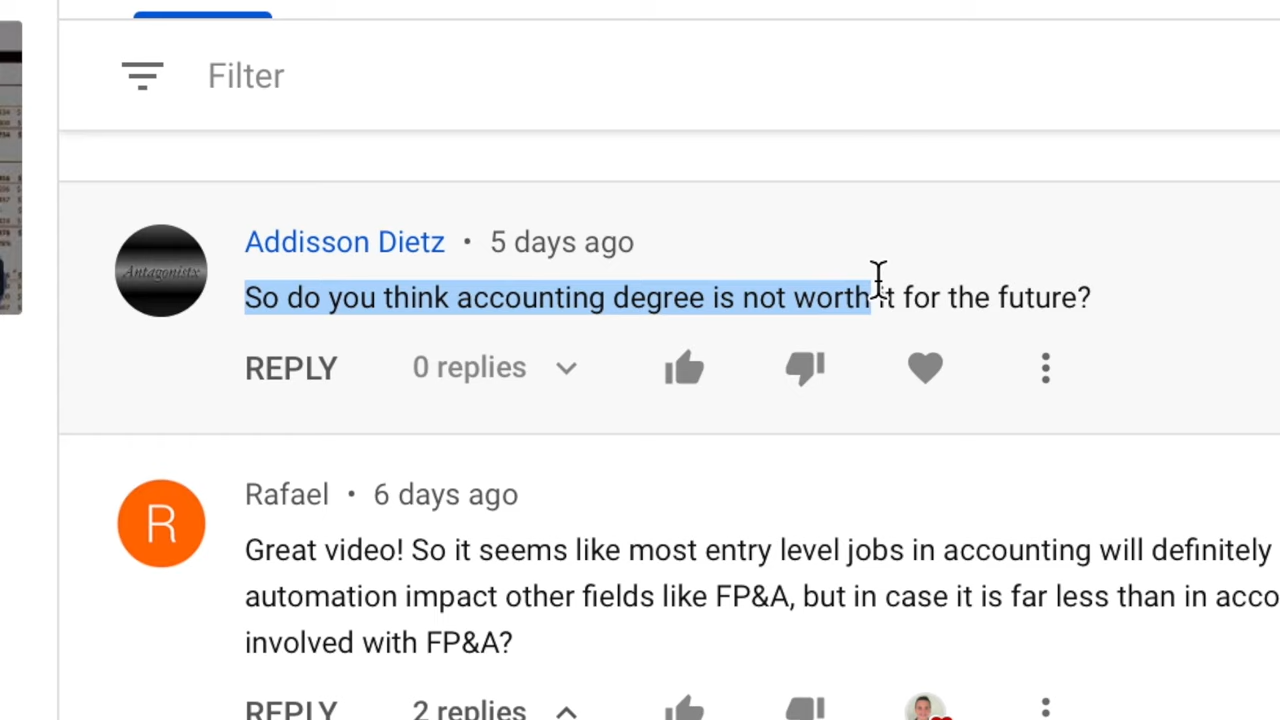 Filter
Addisson Dietz • 5 days ago
Antagonistx
So do you think accounting degree is not worth it for the future?
REPLY 0 replies
R
Rafael • 6 days ago
Great video! So it seems like most entry level jobs in accounting will definitely
automation impact other fields like FP&A, but in case it is far less than in acco
involved with FP&A?
REPLY 2 replies